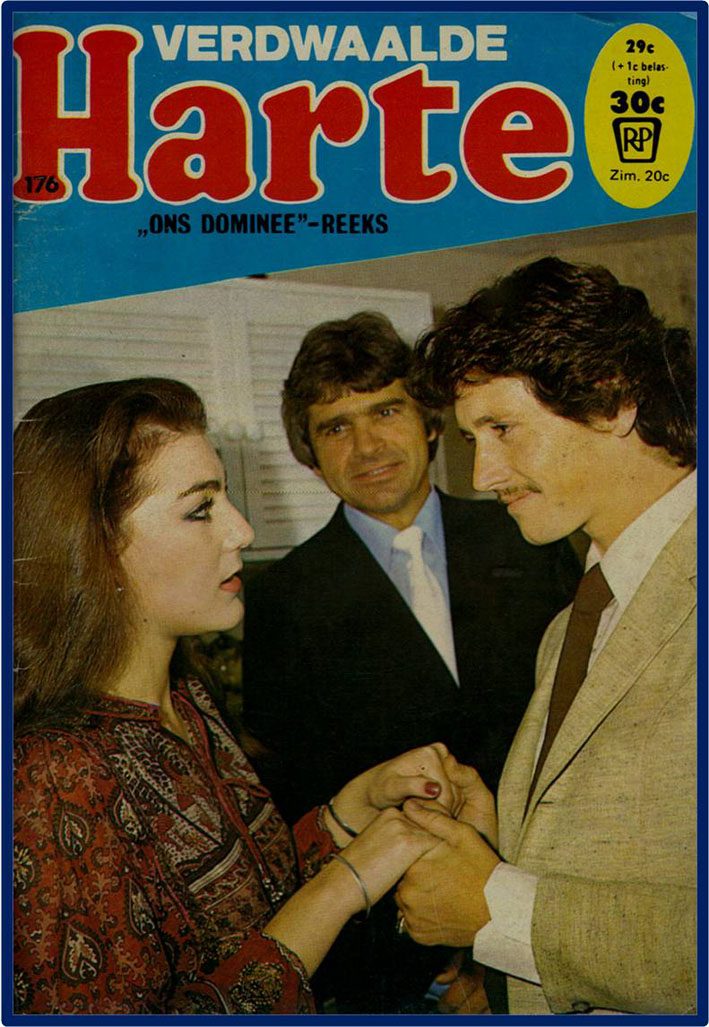 VERDWAALDE
Harte
176
„ONS DOMINEE”-REEKS
29c
(+1c belas-
ting)
30c
RP
Zim. 20c